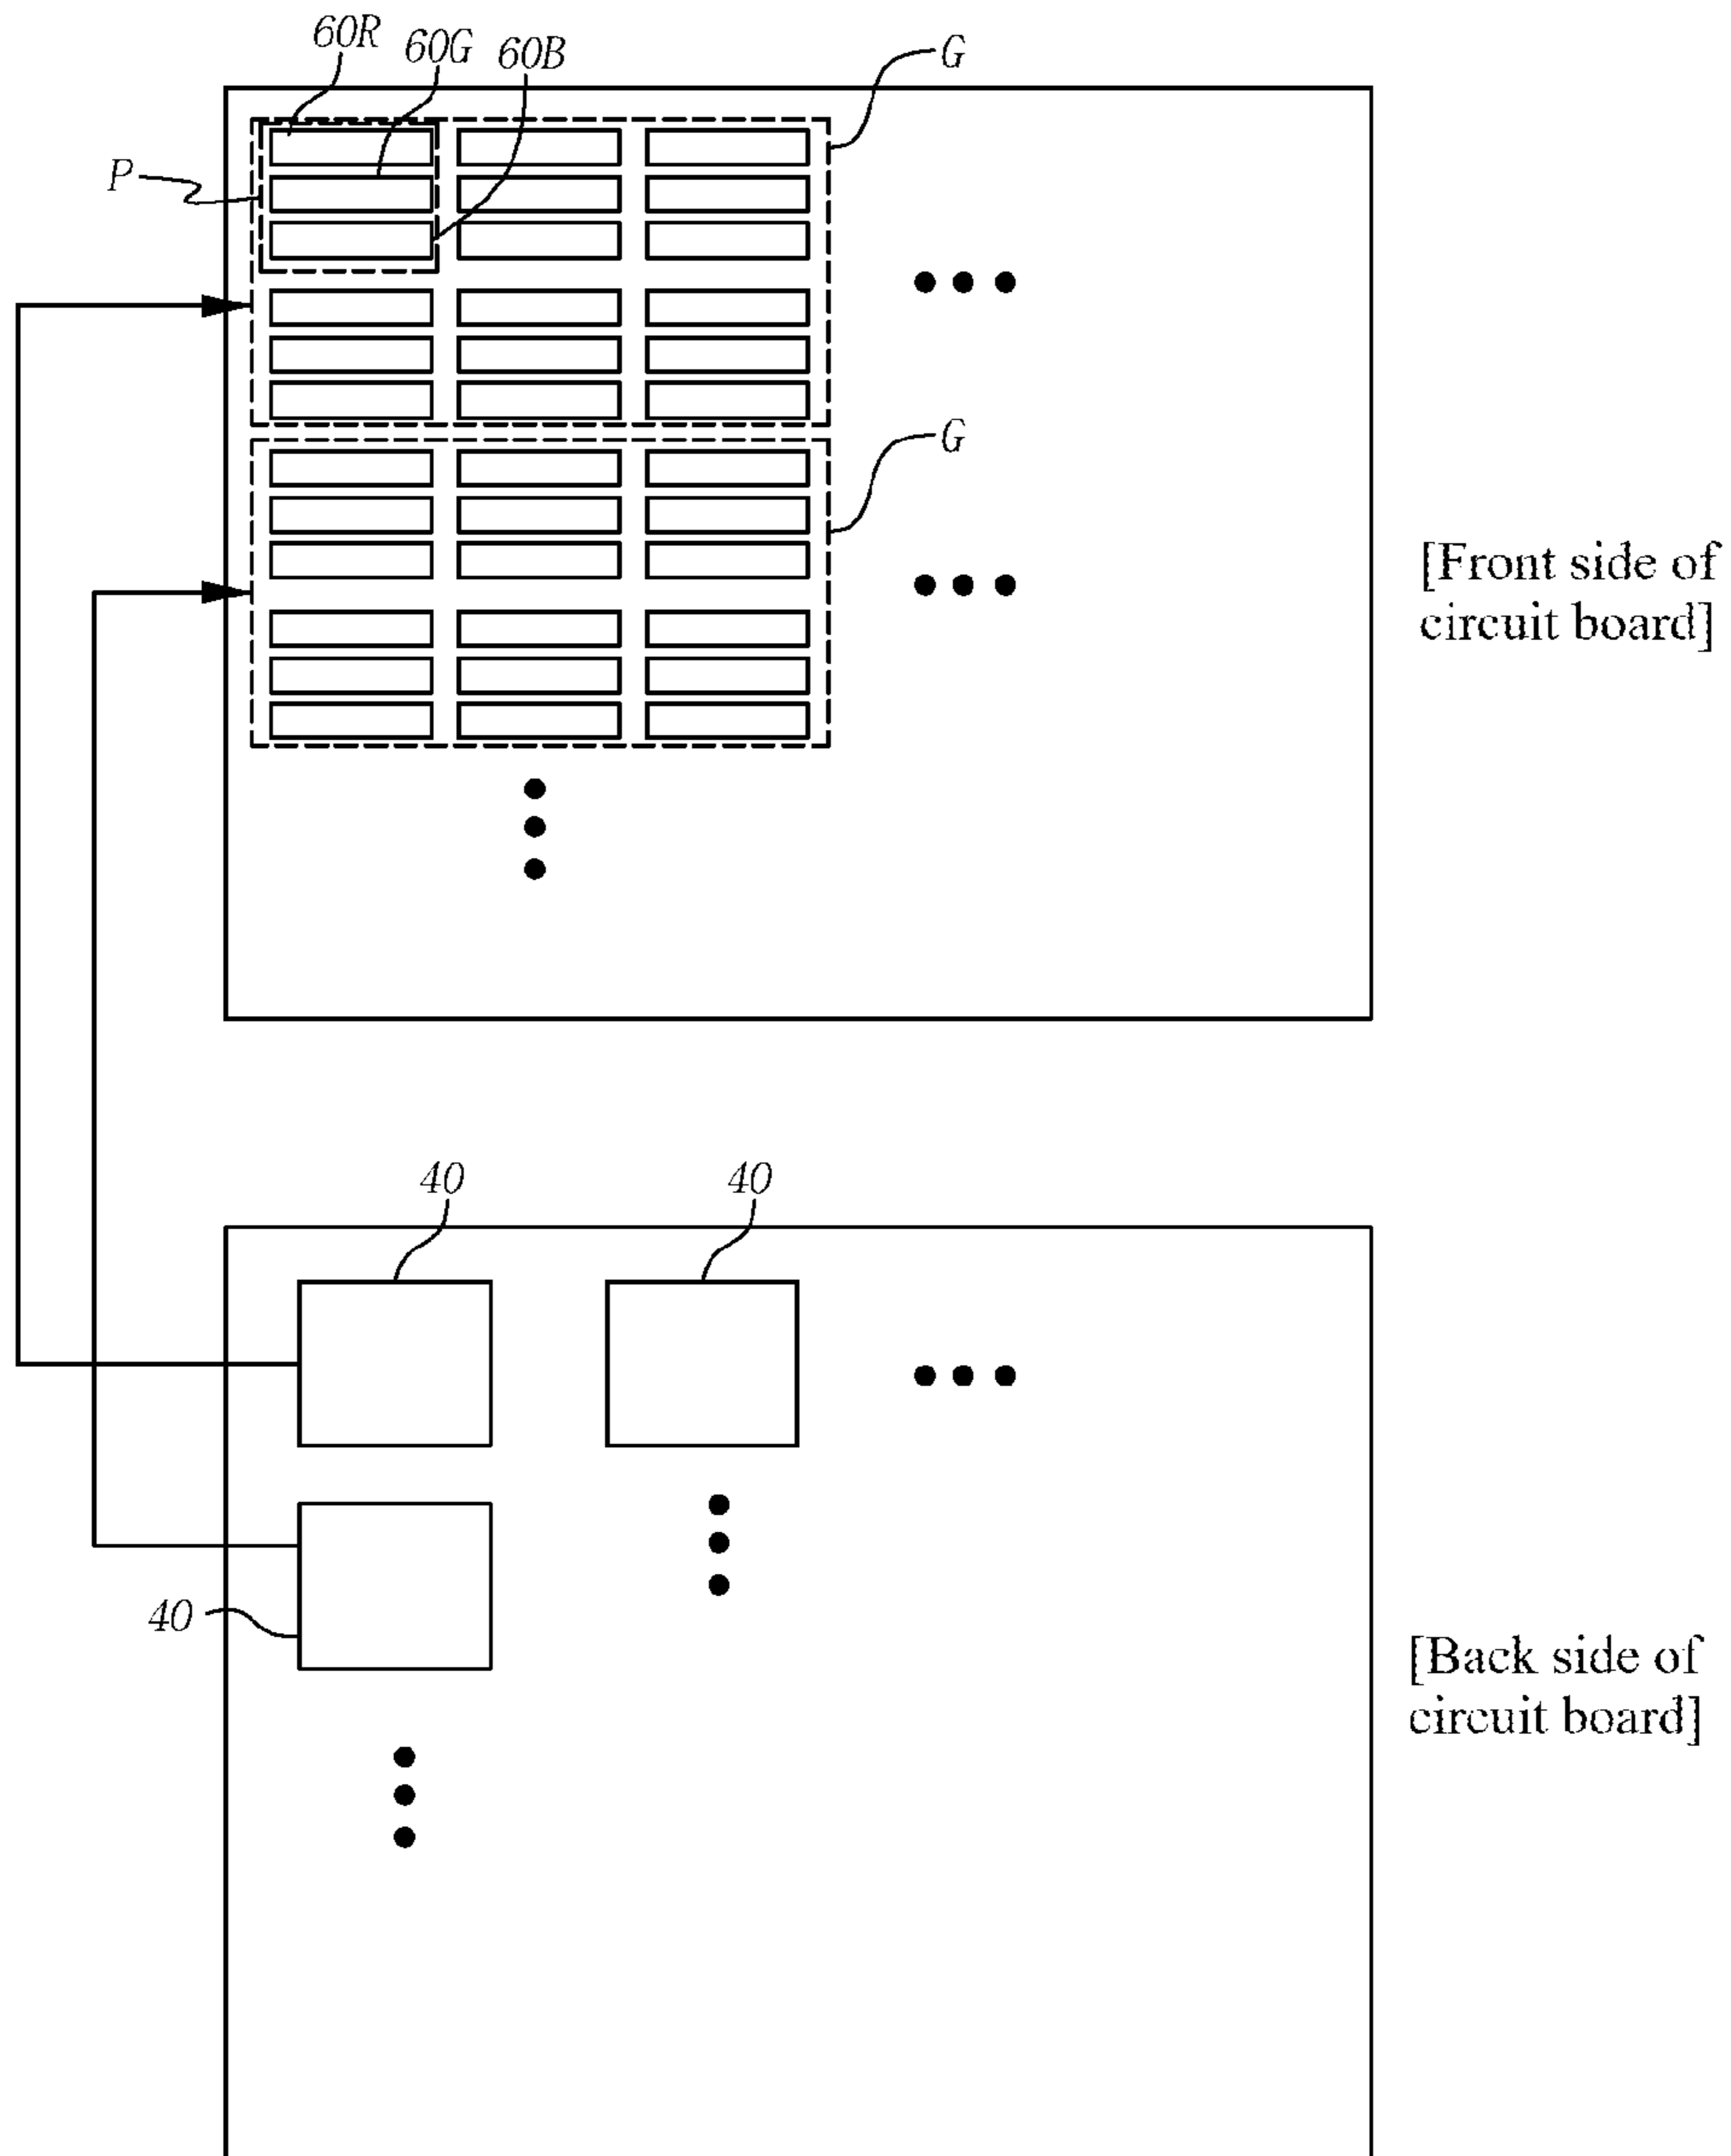 60R
60G
60B
G
P
G
[Front side of
circuit board]
40
40
40
[Back side of
circuit board]